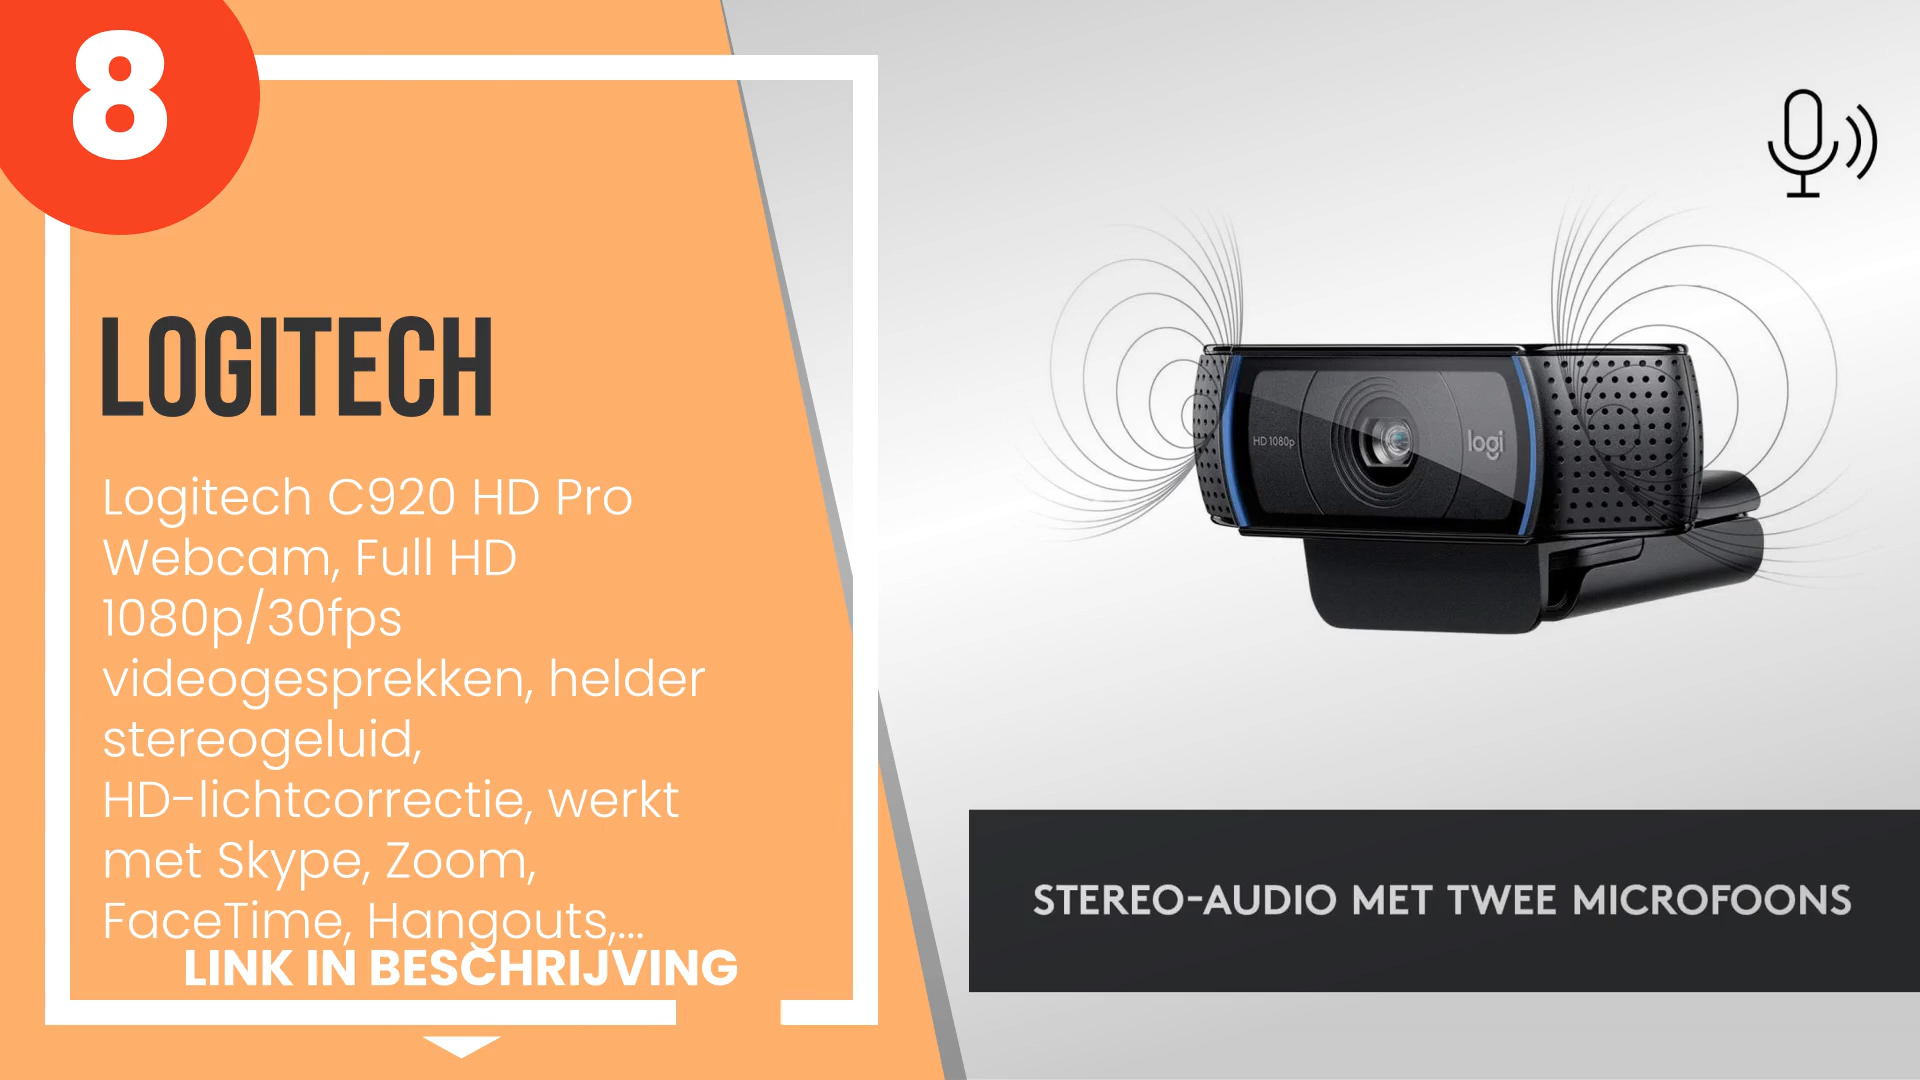 8
LOGITECH
Logitech C920 HD Pro
Webcam, Full HD
1080p/30fps
videogesprekken, helder
stereogeluid,
HD-lichtcorrectie, werkt
met Skype, Zoom,
FaceTime, Hangouts,...
LINK IN BESCHRIJVING
HD 1080p
logi
STEREO-AUDIO MET TWEE MICROFOONS